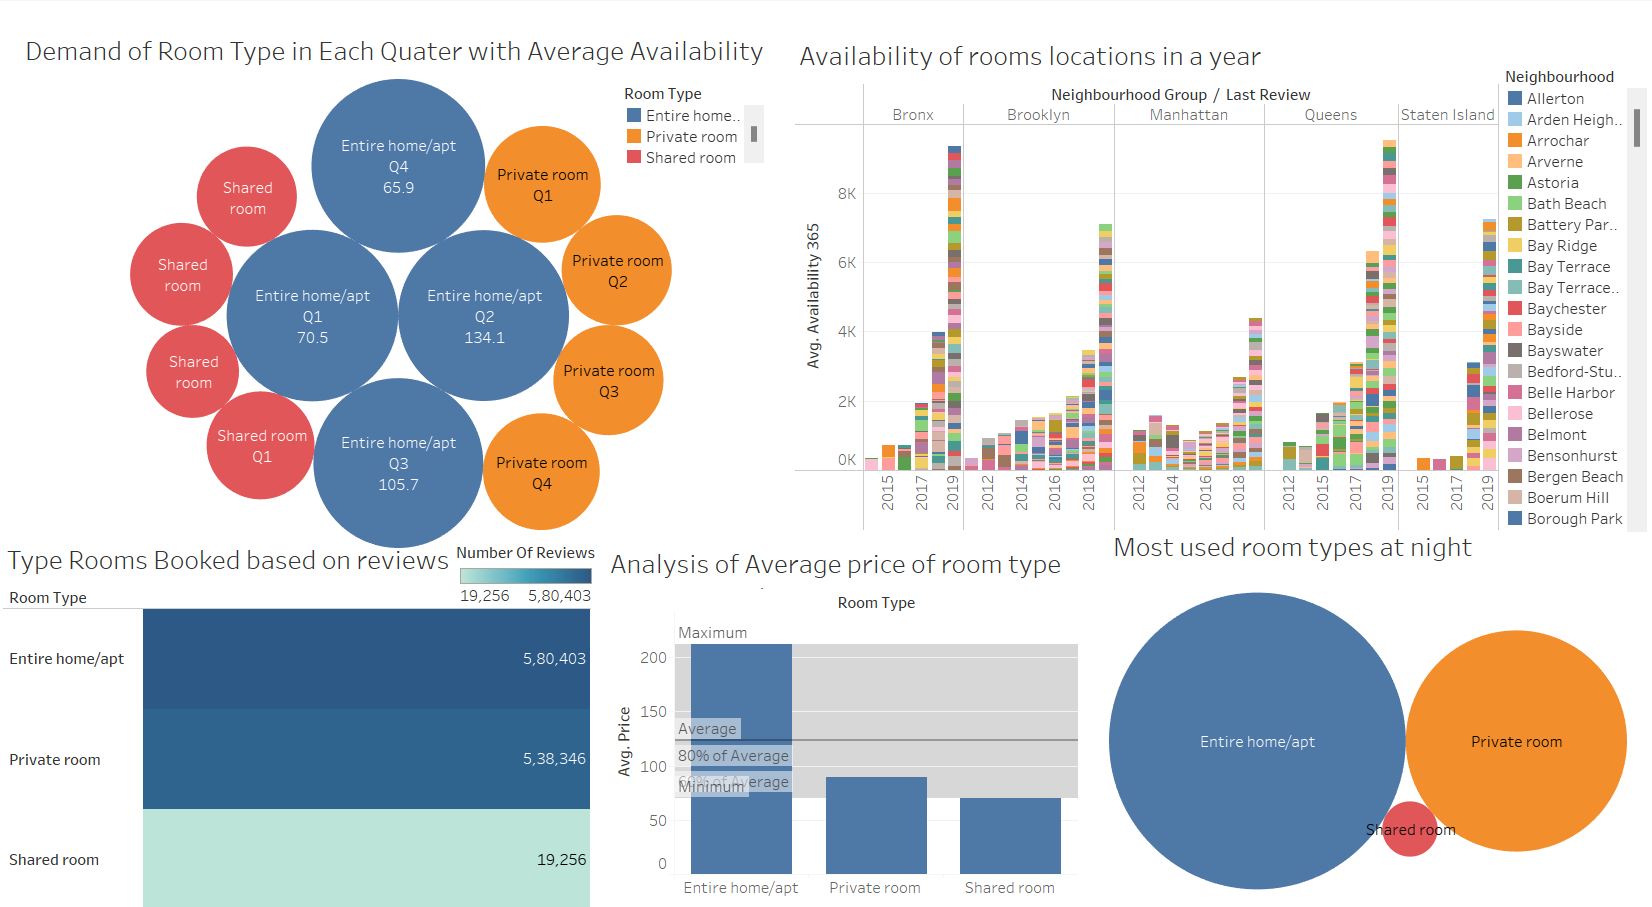 Demand of Room Type in Each Quater with Average Availability
Room Type
Entire home..
Private room
Shared room
Entire home/apt
Q4
65.9
Private room
Q1
Shared
room
Private room
Q2
Shared
room
Entire home/apt
Q1
70.5
Entire home/apt
Q2
134.1
Shared
room
Private room
Q3
Shared room
Q1
Entire home/apt
Q3
105.7
Private room
Q4
Availability of rooms locations in a year
Neighbourhood Group / Last Review
Bronx
Brooklyn
Manhattan
Queens
Staten Island
Avg. Availability 365
8K
6K
4K
2K
0K
2015
2017
2019
2012
2014
2016
2018
2012
2014
2016
2018
2012
2015
2017
2019
2015
2017
2019
Neighbourhood
Allerton
Arden Heigh..
Arrochar
Arverne
Astoria
Bath Beach
Battery Par..
Bay Ridge
Bay Terrace
Bay Terrace..
Baychester
Bayside
Bayswater
Bedford-Stu..
Belle Harbor
Bellerose
Belmont
Bensonhurst
Bergen Beach
Boerum Hill
Borough Park
Type Rooms Booked based on reviews
Number Of Reviews
19,256 5,80,403
Room Type
Entire home/apt 5,80,403
Private room 5,38,346
Shared room 19,256
Analysis of Average price of room type
Room Type
Avg. Price
200
150
100
50
0
Maximum
Average
80% of Average
60% of Average
Minimum
Entire home/apt
Private room
Shared room
Most used room types at night
Entire home/apt
Private room
Shared room